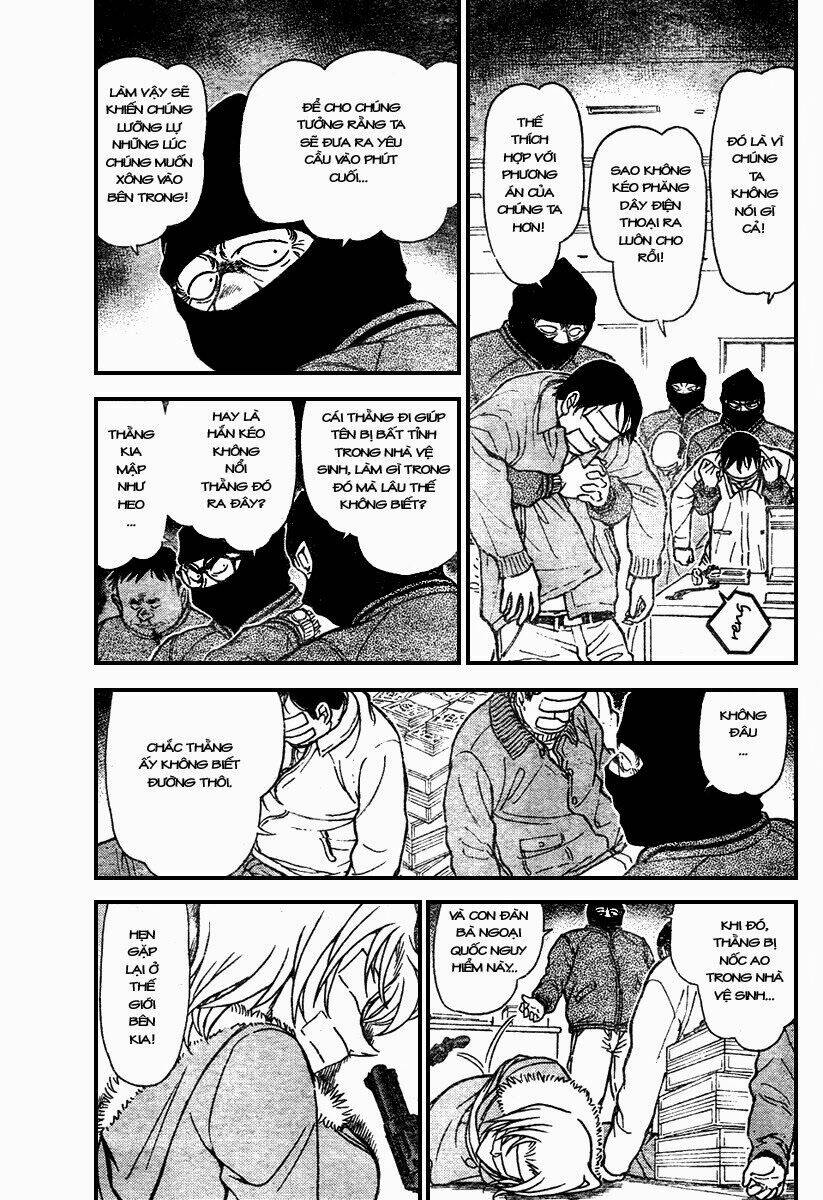 ĐÓ LÀ VÌ
CHÚNG
TA
KHÔNG
NÓI GÌ
CẢ!
SAO KHÔNG
KÉO PHĂNG
DÂY ĐIỆN
THOẠI RA
LUÔN CHO
RỒI!
THẾ
THÍCH
HỢP VỚI
PHƯƠNG
ÁN CỦA
CHÚNG TA
HƠN!
reng
ĐỂ CHO CHÚNG
TƯỞNG RẰNG TA
SẼ ĐƯA RA YÊU
CẦU VÀO PHÚT
CUỐI...
LÀM VẬY SẼ
KHIẾN CHÚNG
LƯỠNG LỰ
NHỮNG LÚC
CHÚNG MUỐN
XÔNG VÀO
BÊN TRONG!
CÁI THẰNG ĐI GIÚP
TÊN BỊ BẤT TỈNH
TRONG NHÀ VỆ
SINH, LÀM GÌ TRONG
ĐÓ MÀ LÂU THẾ
KHÔNG BIẾT?
HAY LÀ
HẮN KÉO
KHÔNG
NỔI
THẰNG ĐÓ
RA ĐÂY?
THẰNG
KIA
MẬP
NHƯ
HEO
...
KHÔNG
ĐÂU
...
CHẮC THẰNG
ẤY KHÔNG BIẾT
ĐƯỜNG THÔI.
KHI ĐÓ,
THẰNG BỊ
NỐC AO
TRONG NHÀ
VỆ SINH...
VÀ CON ĐÀN
BÀ NGOẠI
QUỐC NGUY
HIỂM NÀY...
HẸN
GẶP
LẠI Ở
THẾ
GIỚI
BÊN
KIA!